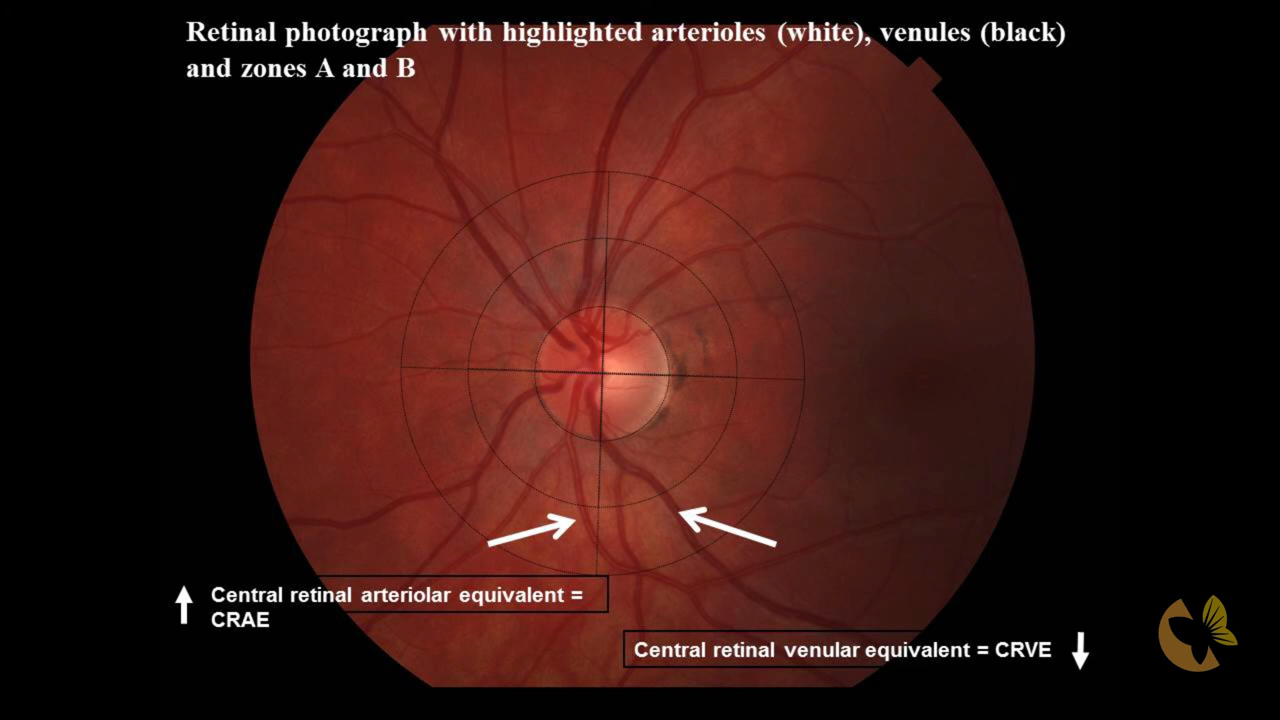 Retinal photograph with highlighted arterioles (white), venules (black)
and zones A and B
Central retinal arteriolar equivalent =
CRAE
Central retinal venular equivalent = CRVE